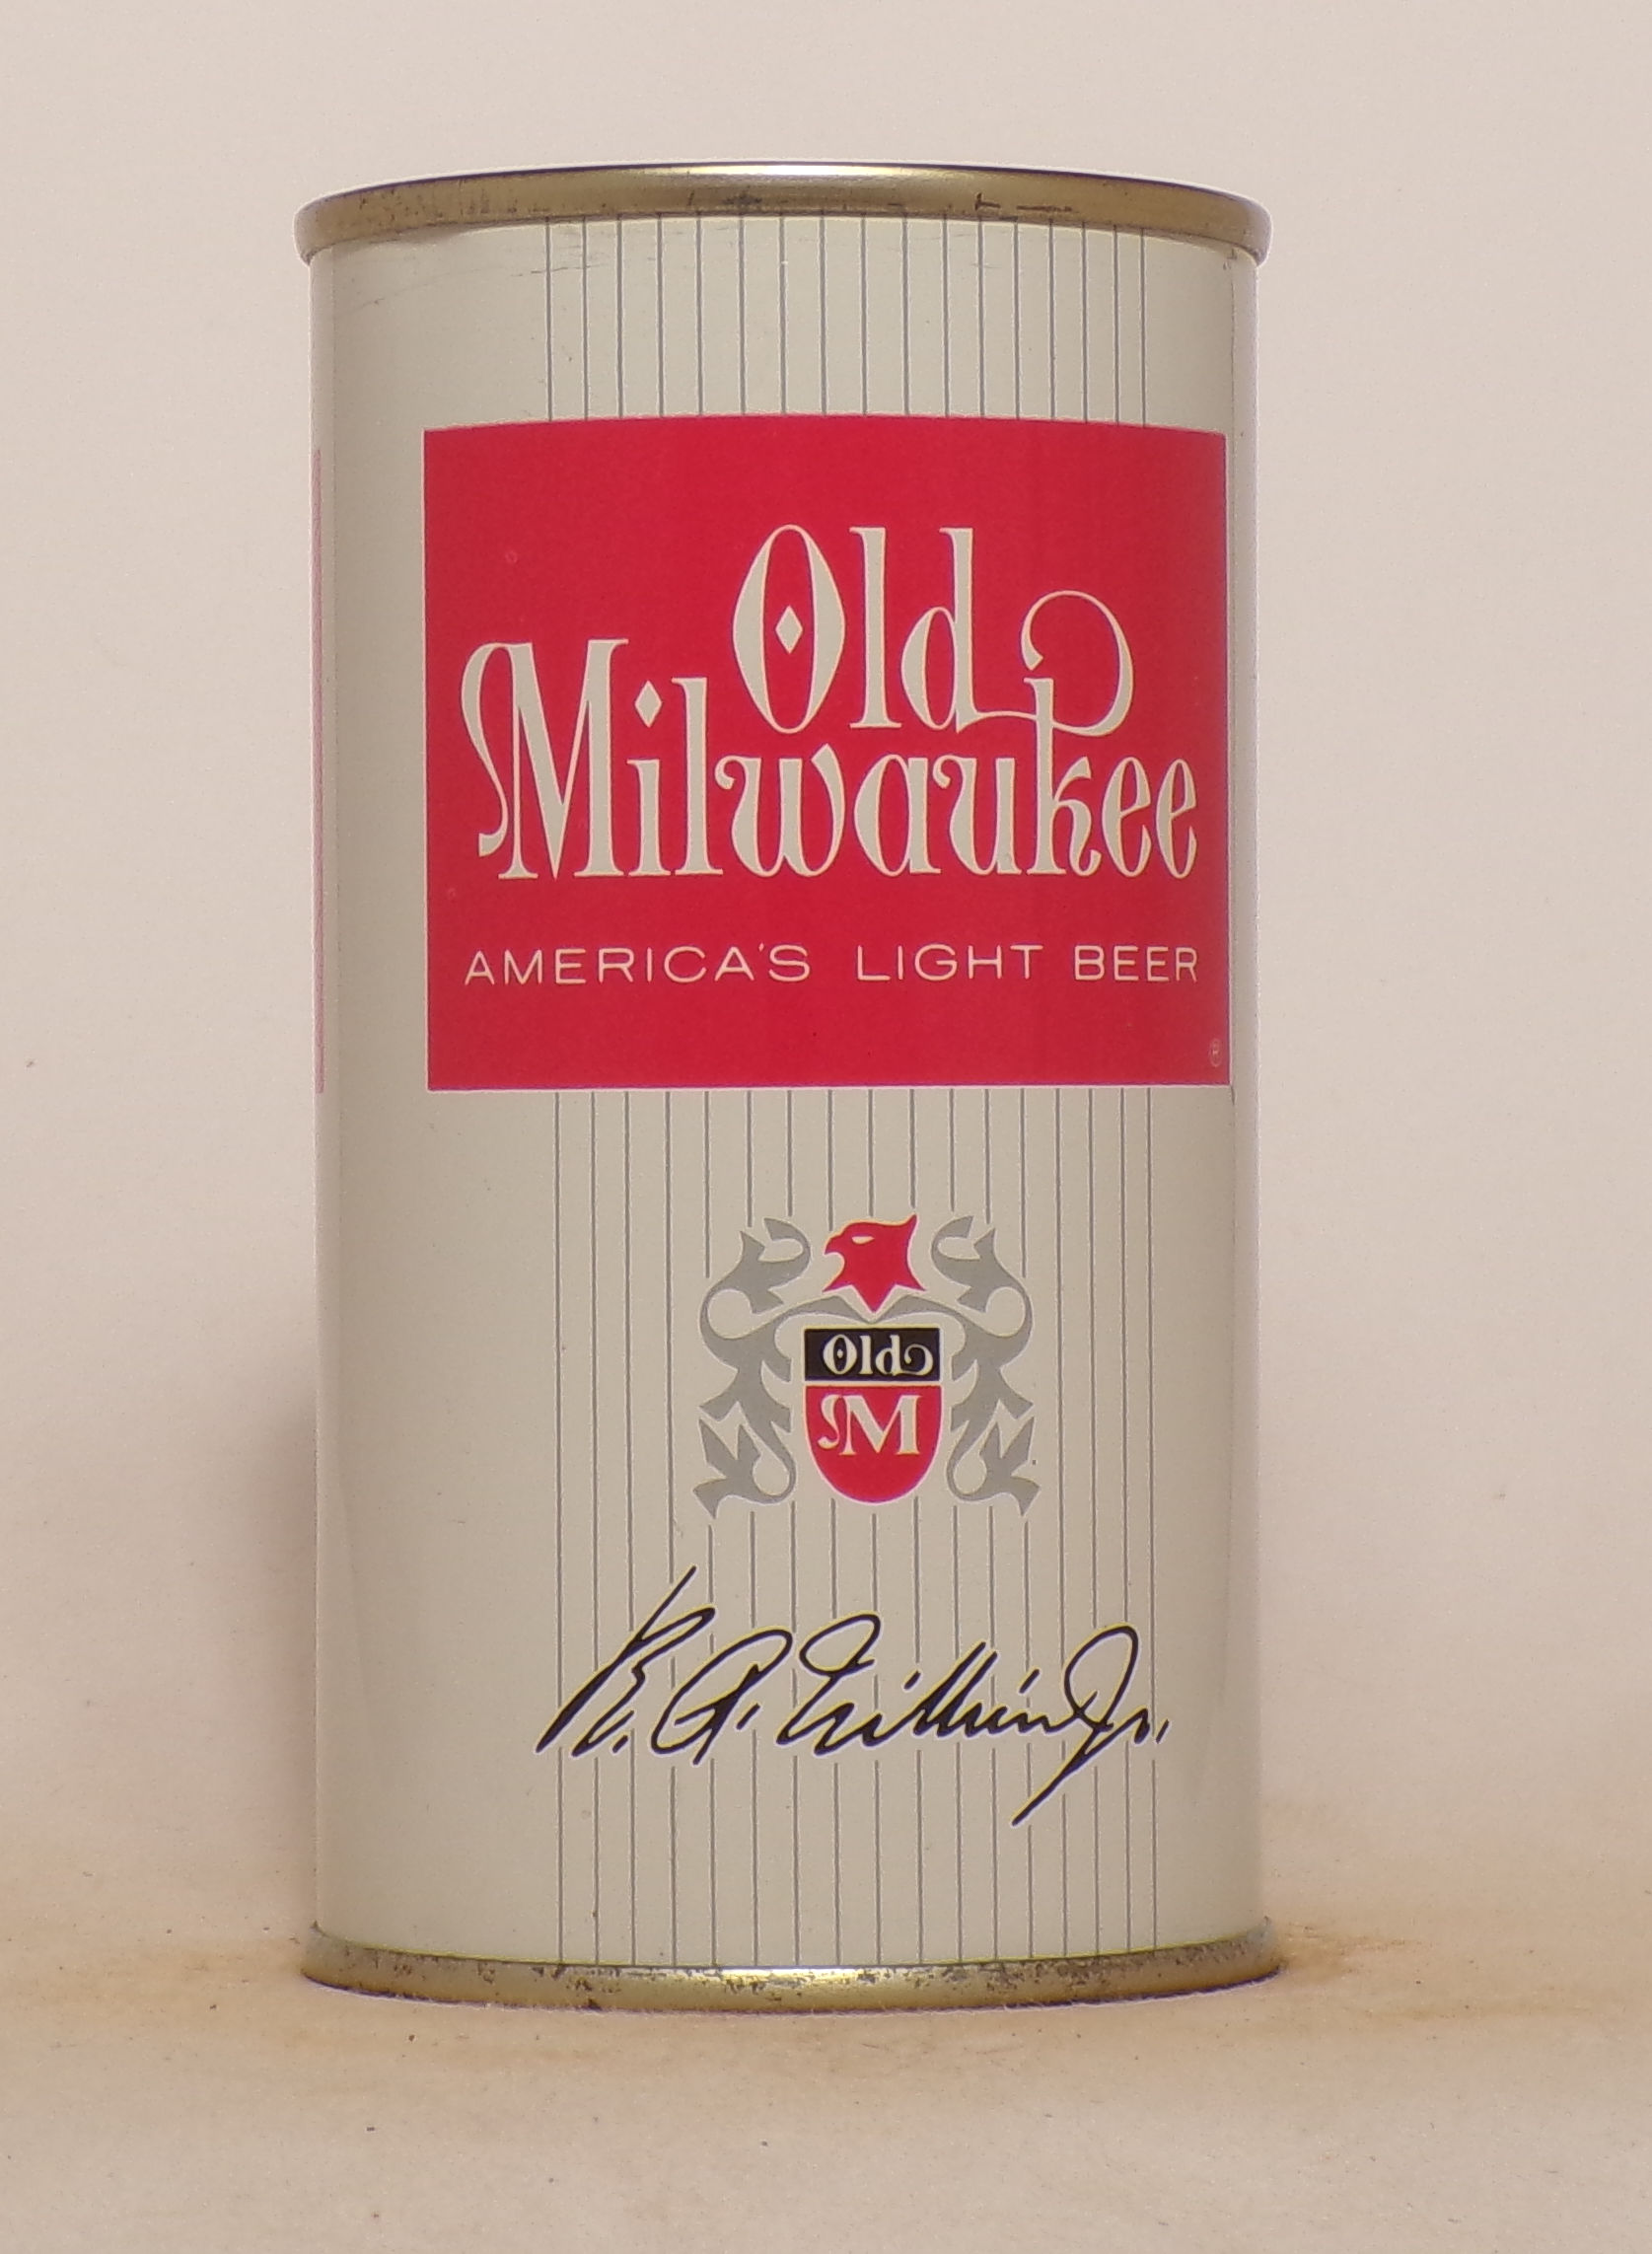 Old
Milwaukee
AMERICA'S LIGHT BEER
®
Old
M